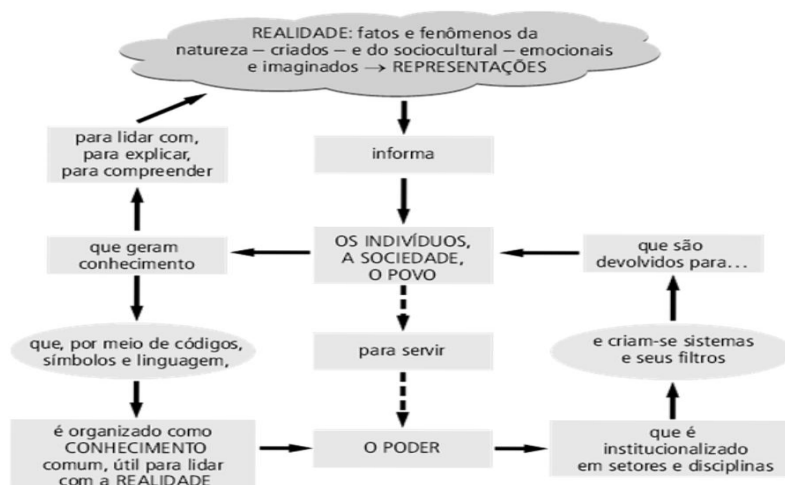 REALIDADE: fatos e fenômenos da
natureza – criados – e do sociocultural – emocionais
e imaginados → REPRESENTAÇÕES
para lidar com,
para explicar,
para compreender
informa
que geram
conhecimento
OS INDIVÍDUOS,
A SOCIEDADE,
O POVO
que são
devolvidos para...
que, por meio de códigos,
símbolos e linguagem,
para servir
e criam-se sistemas
e seus filtros
é organizado como
CONHECIMENTO
comum, útil para lidar
com a REALIDADE
O PODER
que é
institucionalizado
em setores e disciplinas